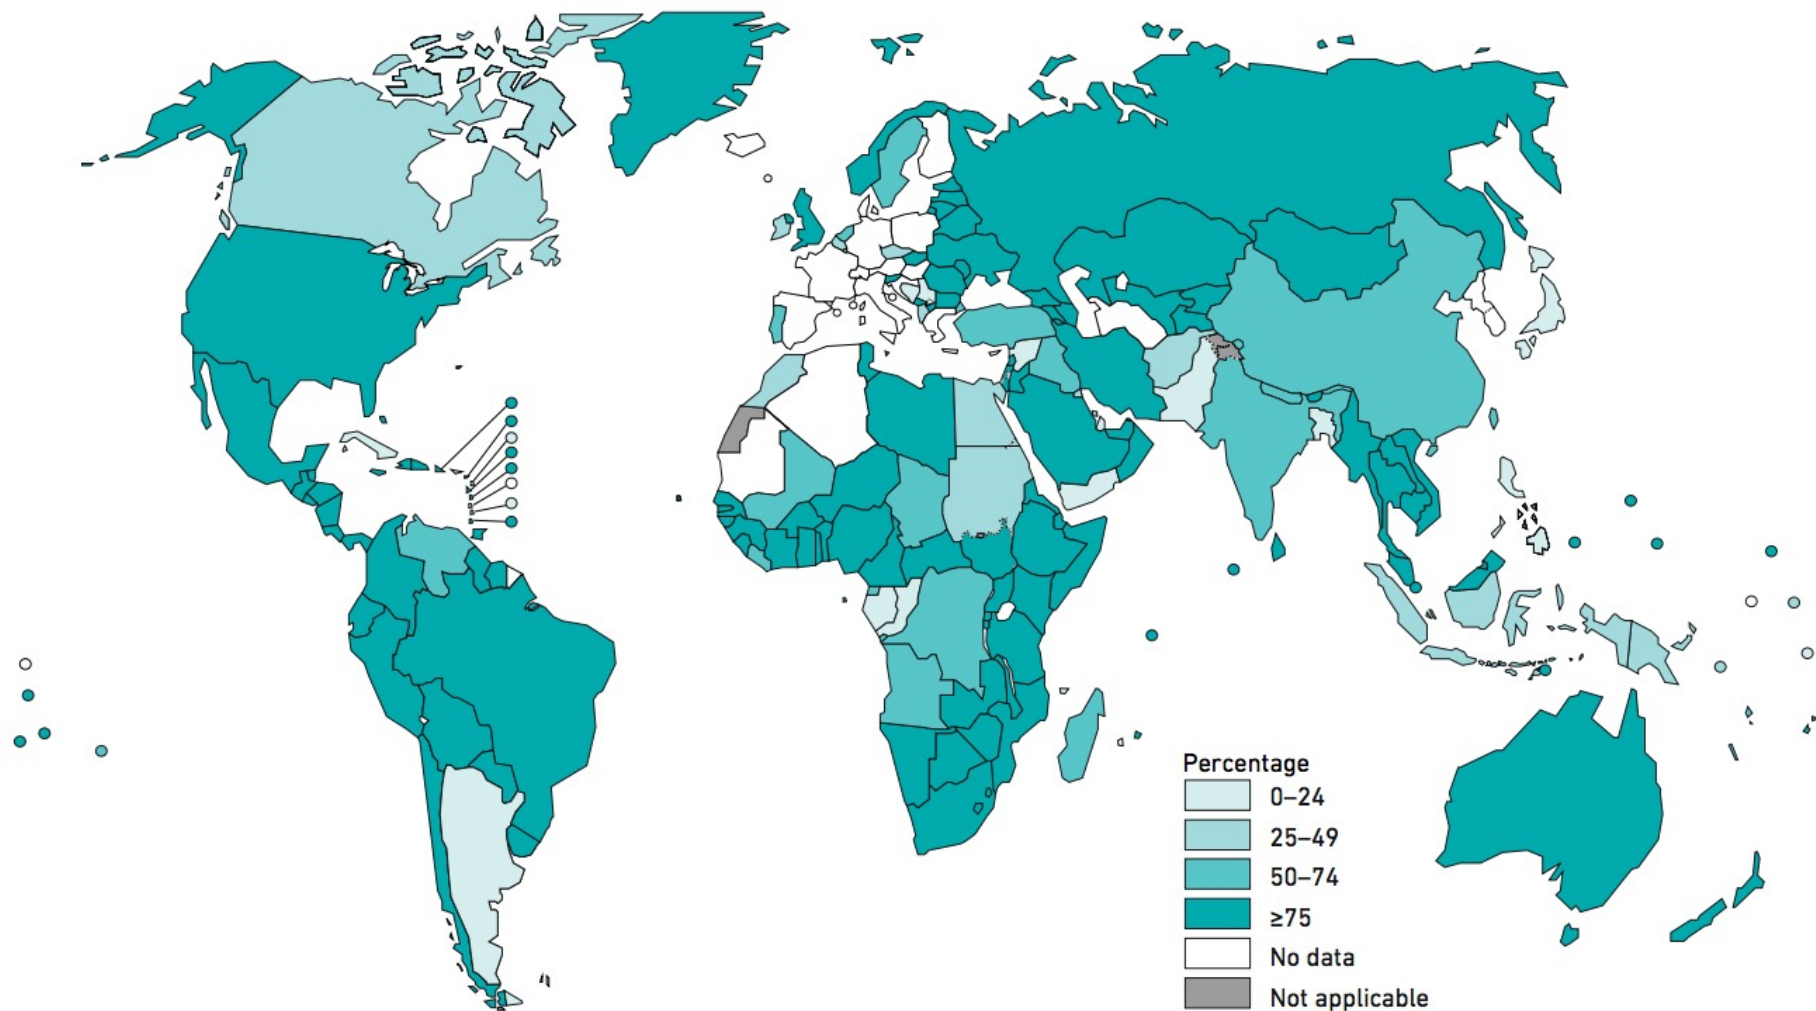 Percentage
0–24
25–49
50–74
≥75
No data
Not applicable